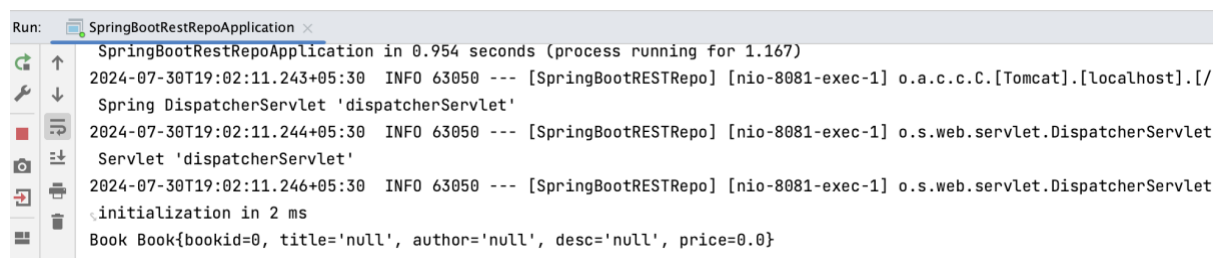 Run: SpringBootRestRepoApplication
SpringBootRestRepoApplication in 0.954 seconds (process running for 1.167)
2024-07-30T19:02:11.243+05:30  INFO 63050 --- [SpringBootRESTRepo] [nio-8081-exec-1] o.a.c.c.C.[Tomcat].[localhost].[/
Spring DispatcherServlet 'dispatcherServlet'
2024-07-30T19:02:11.244+05:30  INFO 63050 --- [SpringBootRESTRepo] [nio-8081-exec-1] o.s.web.servlet.DispatcherServlet
Servlet 'dispatcherServlet'
2024-07-30T19:02:11.246+05:30  INFO 63050 --- [SpringBootRESTRepo] [nio-8081-exec-1] o.s.web.servlet.DispatcherServlet
initialization in 2 ms
Book Book{bookid=0, title='null', author='null', desc='null', price=0.0}